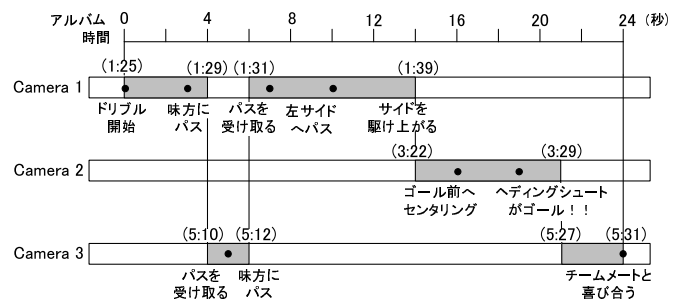 アルバム
時間
0 4 8 12 16 20 24 (秒)
(1:25) (1:29) (1:31) (1:39)
Camera 1
ドリブル
開始
味方に
パス
パスを
受け取る
左サイド
へパス
サイドを
駆け上がる
(3:22) (3:29)
Camera 2
ゴール前へ
センタリング
ヘディングシュート
がゴール！！
(5:10) (5:12) (5:27) (5:31)
Camera 3
パスを
受け取る
味方に
パス
チームメートと
喜び合う